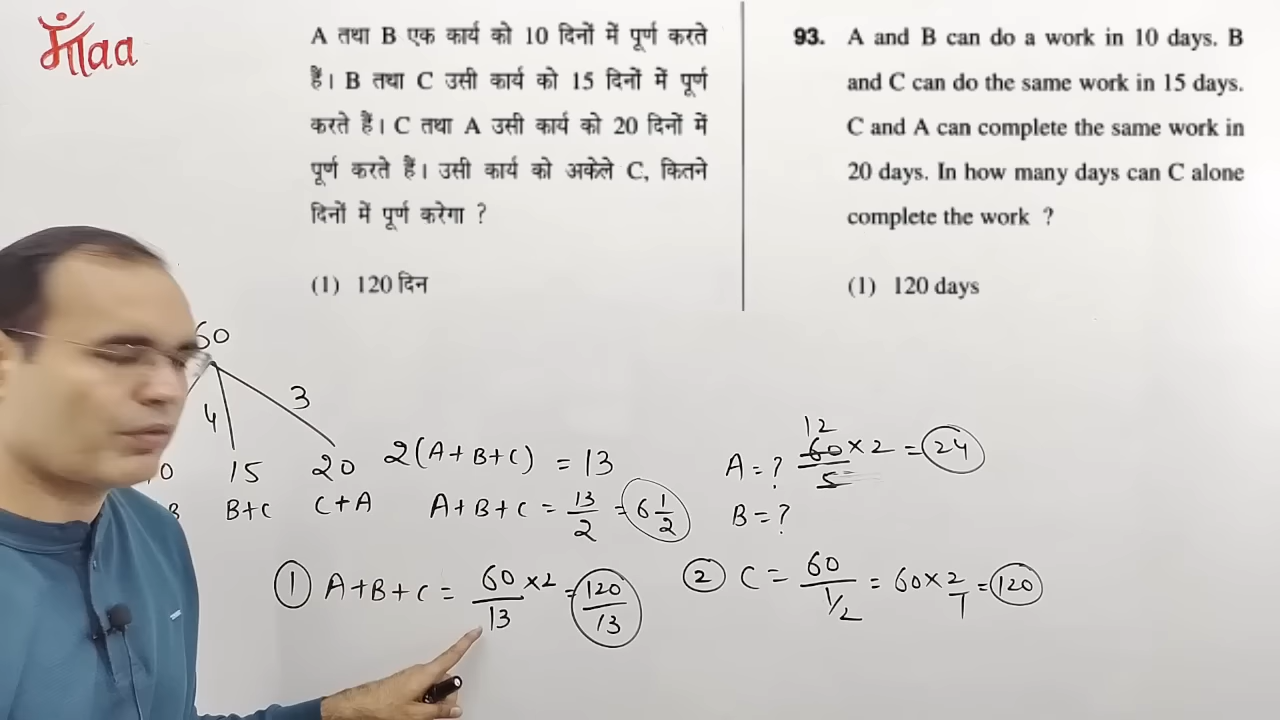 माँaa
A तथा B एक कार्य को 10 दिनों में पूर्ण करते
हैं। B तथा C उसी कार्य को 15 दिनों में पूर्ण
करते हैं। C तथा A उसी कार्य को 20 दिनों में
पूर्ण करते हैं। उसी कार्य को अकेले C, कितने
दिनों में पूर्ण करेगा ?
(1) 120 दिन
93. A and B can do a work in 10 days. B
and C can do the same work in 15 days.
C and A can complete the same work in
20 days. In how many days can C alone
complete the work ?
(1) 120 days
60
4 3
15 20
B B+C C+A
2(A+B+C) = 13
A+B+C = 13/2 = 6 1/2
A = ? 60/5 × 2 = 24
12
B = ?
① A+B+C = 60/13 × 2 = 120/13
② C = 60/1/2 = 60 × 2/1 = 120